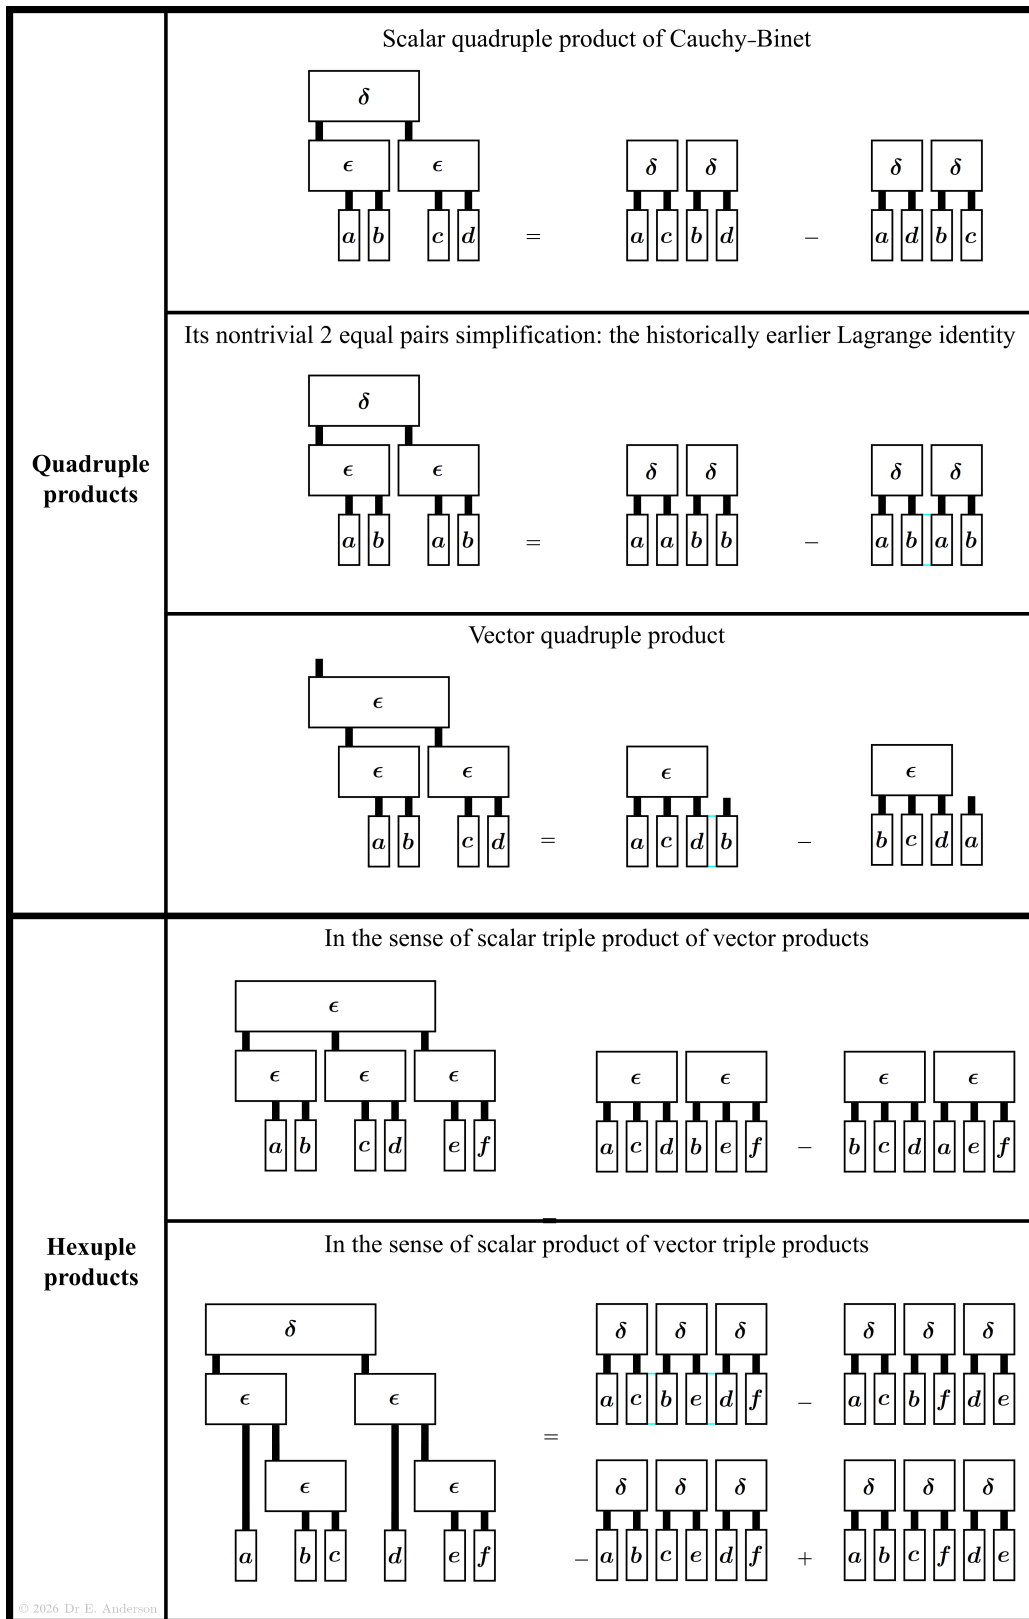 Scalar quadruple product of Cauchy-Binet
δ
ϵ ϵ δ δ δ δ
a b c d = a c b d − a d b c
Its nontrivial 2 equal pairs simplification: the historically earlier Lagrange identity
δ
ϵ ϵ δ δ δ δ
Quadruple
products
a b a b = a a b b − a b a b
Vector quadruple product
ϵ
ϵ ϵ ϵ ϵ
a b c d = a c d b − b c d a
In the sense of scalar triple product of vector products
ϵ
ϵ ϵ ϵ ϵ ϵ ϵ ϵ
a b c d e f a c d b e f − b c d a e f
Hexuple
products
In the sense of scalar product of vector triple products
δ δ δ δ δ δ δ
ϵ ϵ a c b e d f − a c b f d e
=
ϵ ϵ δ δ δ δ δ δ
a b c d e f − a b c e d f + a b c f d e
© 2026 Dr E. Anderson